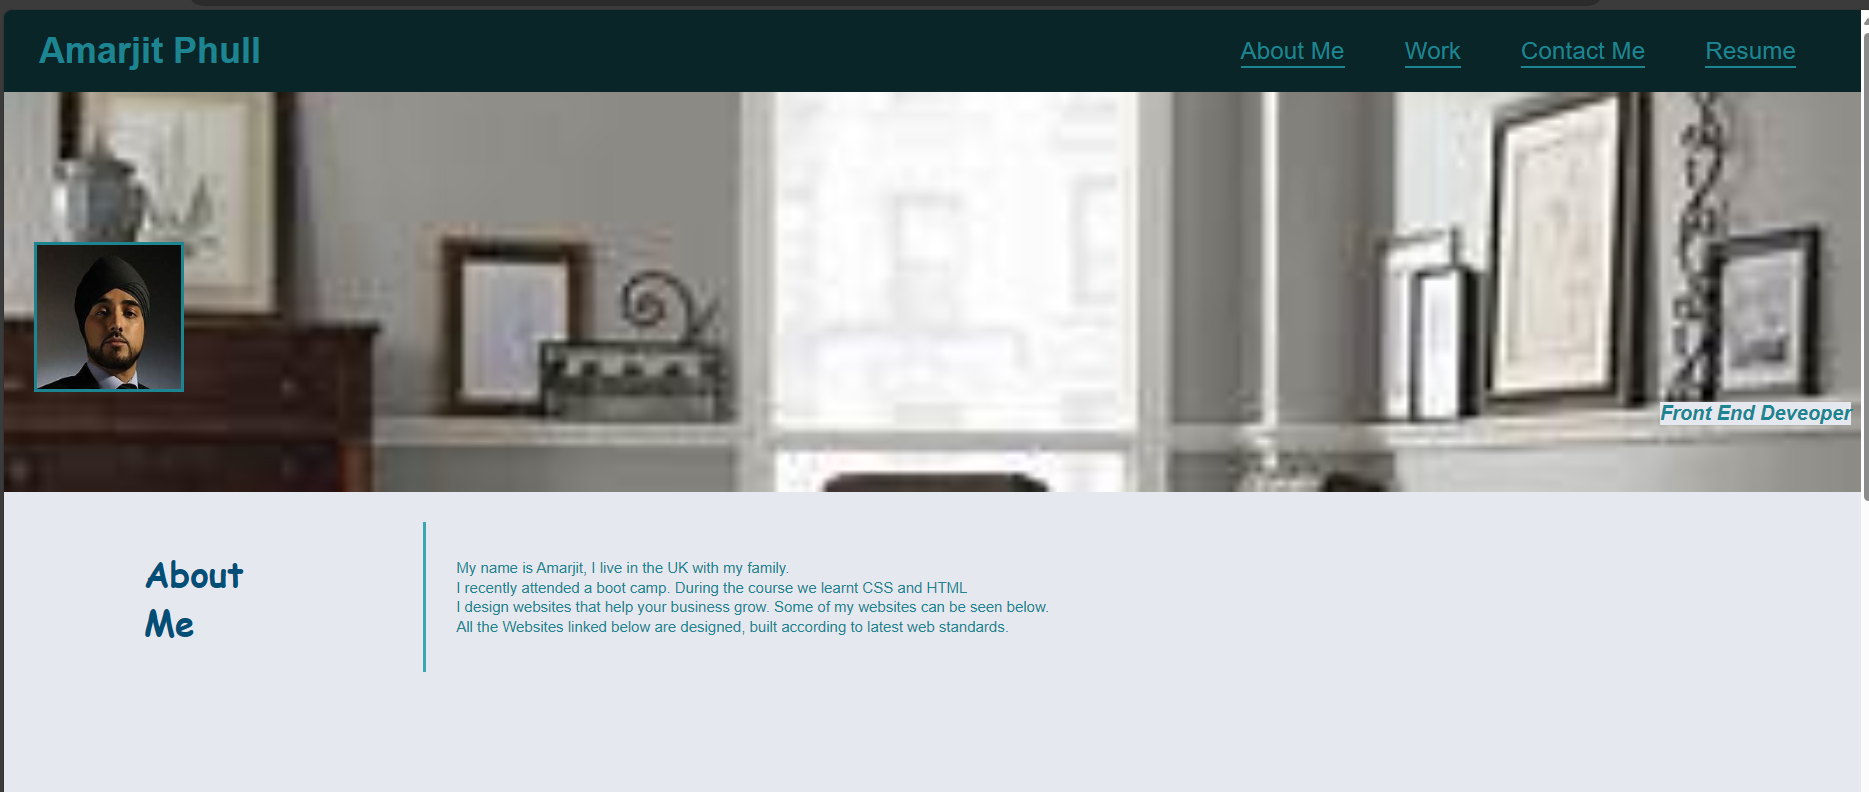 Amarjit Phull
About Me
Work
Contact Me
Resume
Front End Deveoper
About
Me
My name is Amarjit, I live in the UK with my family.
I recently attended a boot camp. During the course we learnt CSS and HTML
I design websites that help your business grow. Some of my websites can be seen below.
All the Websites linked below are designed, built according to latest web standards.